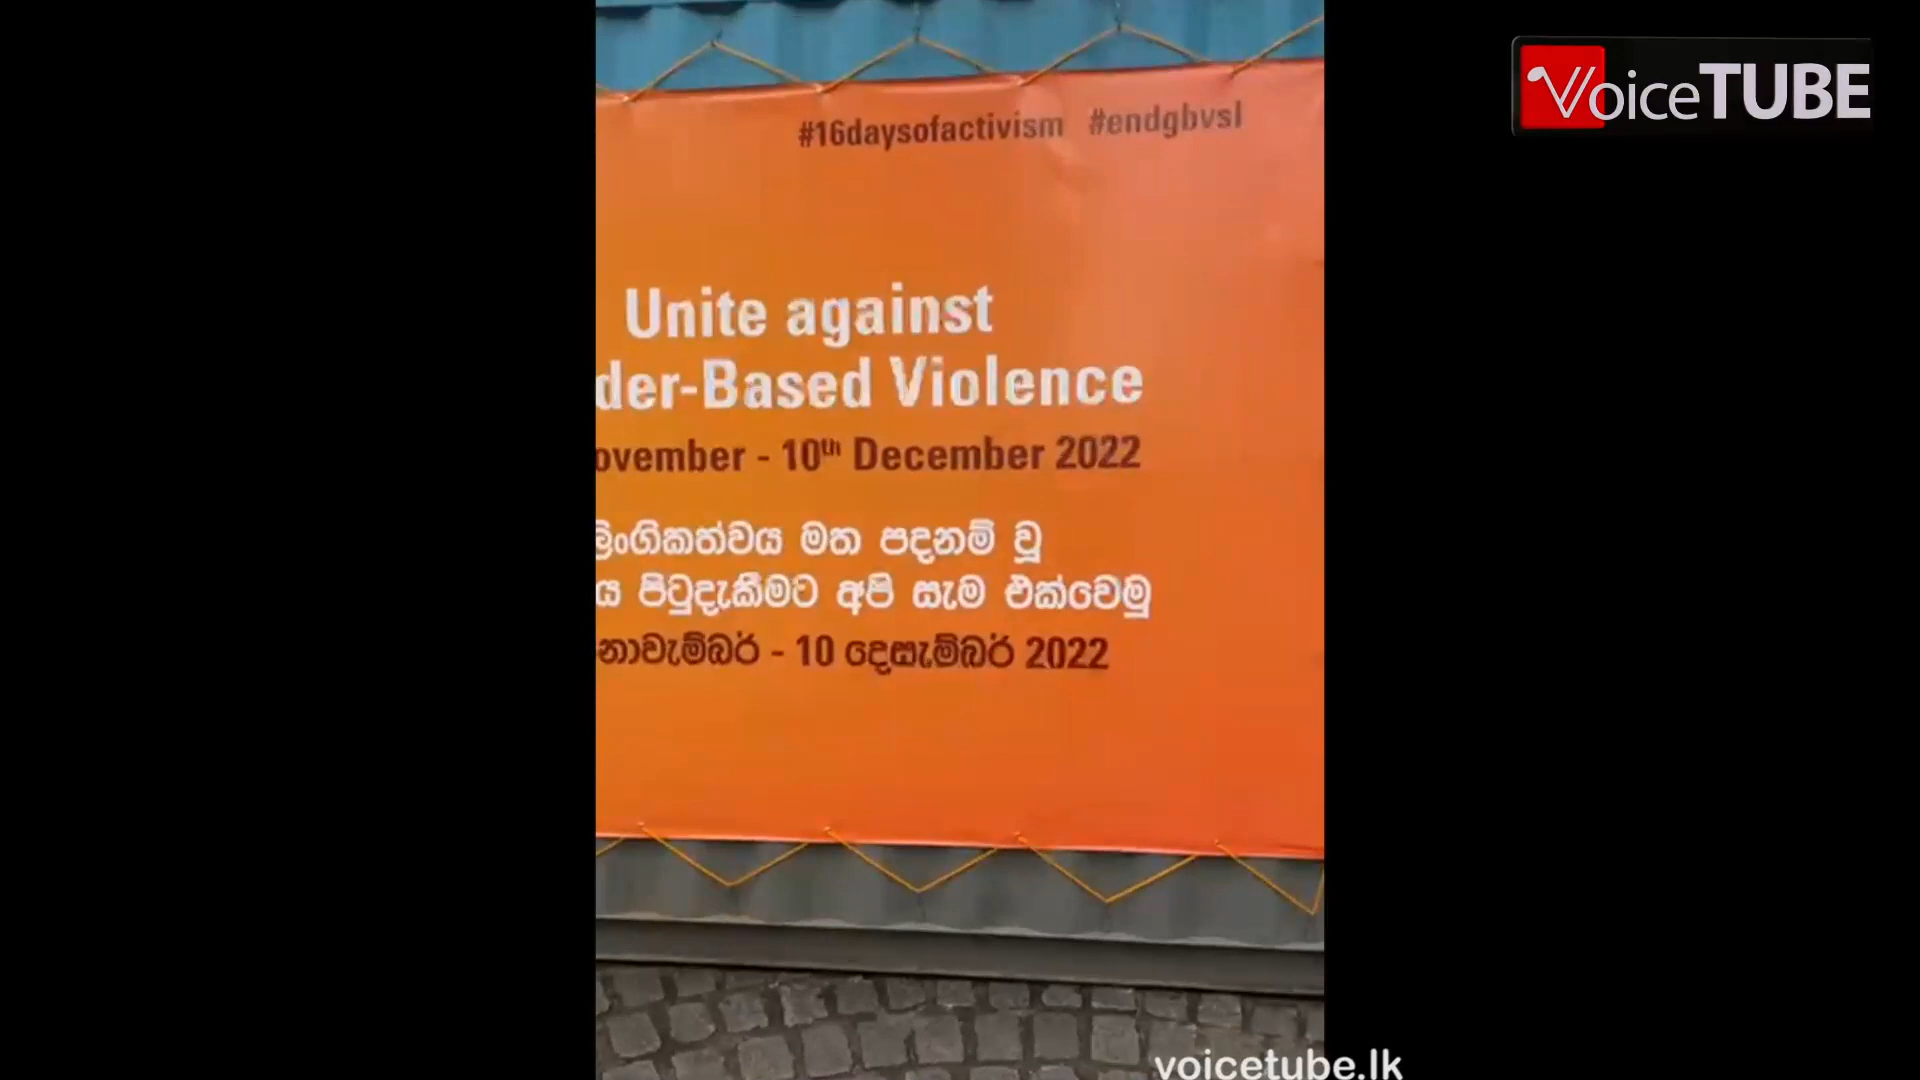 VoiceTUBE
#16daysofactivism #endgbvsl
Unite against
der-Based Violence
ovember - 10th December 2022
ලිංගිකත්වය මත පදනම් වූ
ය පිටුදැකීමට අපි සැම එක්වෙමු
නොවැම්බර් - 10 දෙසැම්බර් 2022
voicetube.lk